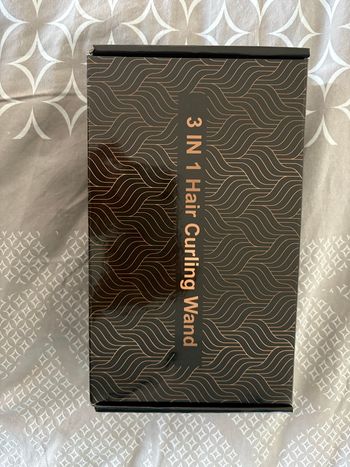 3 IN 1 Hair Curling Wand